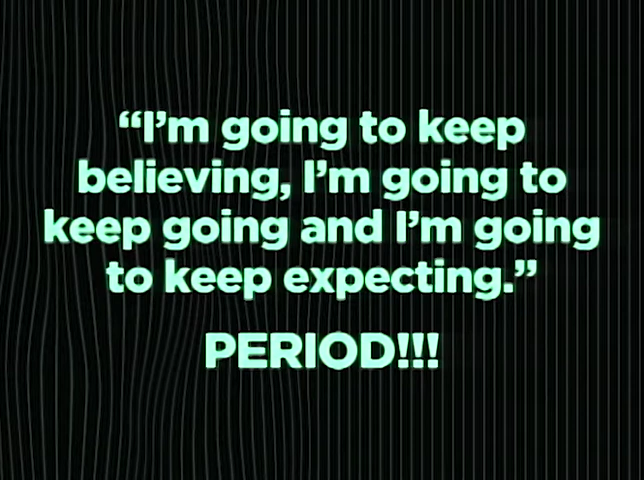 “I’m going to keep
believing, I’m going to
keep going and I’m going
to keep expecting.”
PERIOD!!!